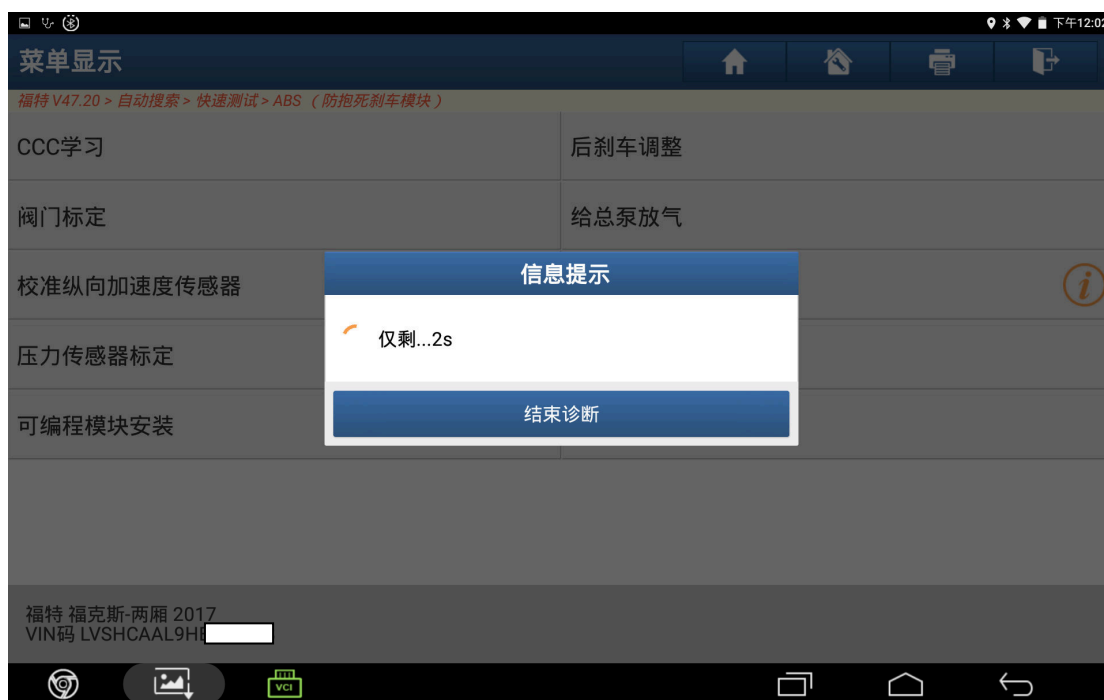 下午12:02
菜单显示
福特 V47.20 > 自动搜索 > 快速测试 > ABS （防抱死刹车模块）
CCC学习
后刹车调整
阀门标定
给总泵放气
校准纵向加速度传感器
信息提示
仅剩...2s
压力传感器标定
结束诊断
可编程模块安装
福特 福克斯-两厢 2017
VIN码 LVSHCAAL9H
VCI